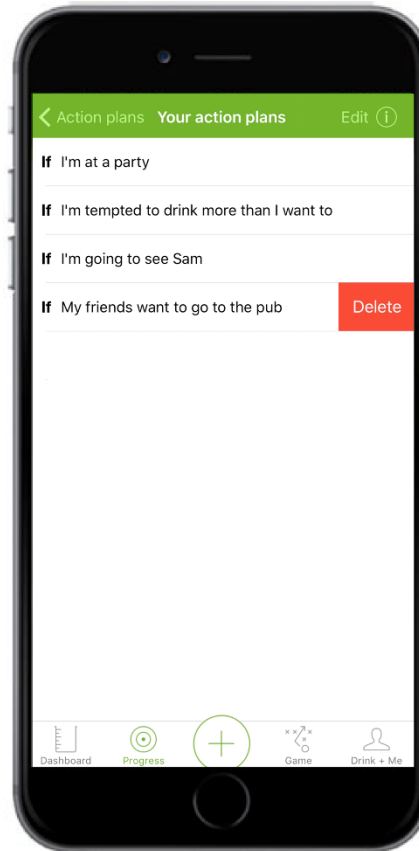 Action plans Your action plans Edit
If I'm at a party
If I'm tempted to drink more than I want to
If I'm going to see Sam
If My friends want to go to the pub Delete
Dashboard Progress Game Drink + Me